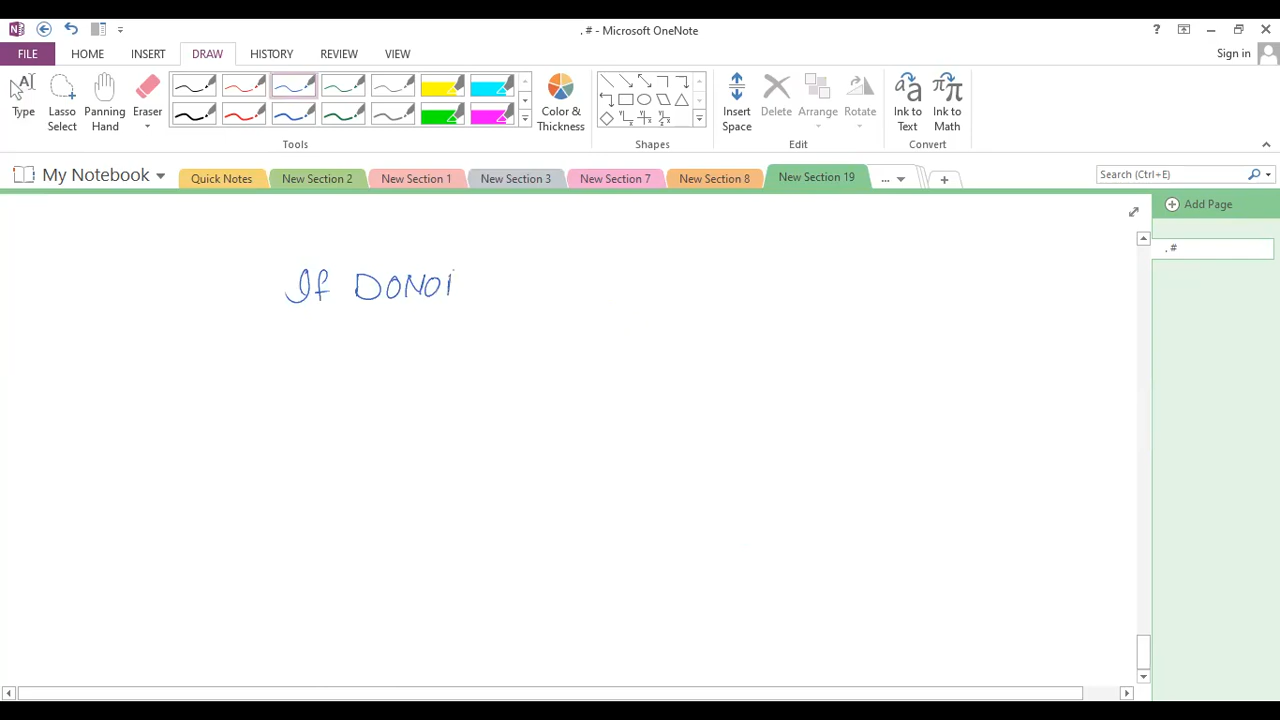 . # - Microsoft OneNote
?
Sign in
FILE HOME INSERT DRAW HISTORY REVIEW VIEW
Type
Lasso Select
Panning Hand
Eraser
Color & Thickness
Insert Space
Delete
Arrange
Rotate
Ink to Text
Ink to Math
Tools
Shapes
Edit
Convert
My Notebook Quick Notes New Section 2 New Section 1 New Section 3 New Section 7 New Section 8 New Section 19 ... Search (Ctrl+E)
Add Page
. #
If DONOI